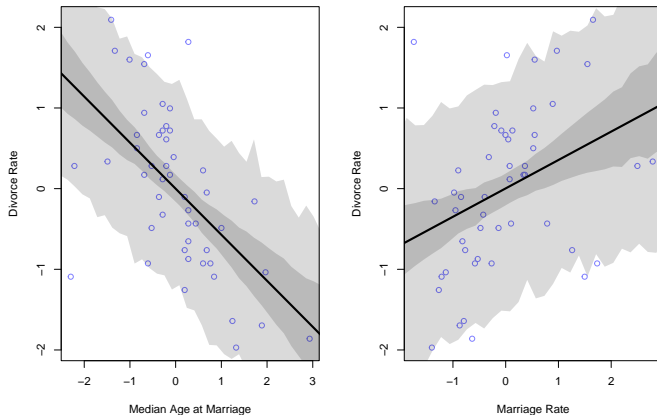 2
1
0
−1
−2
Divorce Rate
−2 −1 0 1 2 3
Median Age at Marriage
2
1
0
−1
−2
Divorce Rate
−1 0 1 2
Marriage Rate